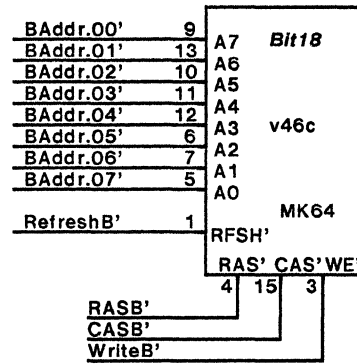 BAddr.00' 9 A7 Bit18
BAddr.01' 13 A6
BAddr.02' 10 A5
BAddr.03' 11 A4
BAddr.04' 12 A3 v46c
BAddr.05' 6 A2
BAddr.06' 7 A1
BAddr.07' 5 A0
MK64
RefreshB' 1 RFSH'
RAS' CAS' WE'
4 15 3
RASB'
CASB'
WriteB'